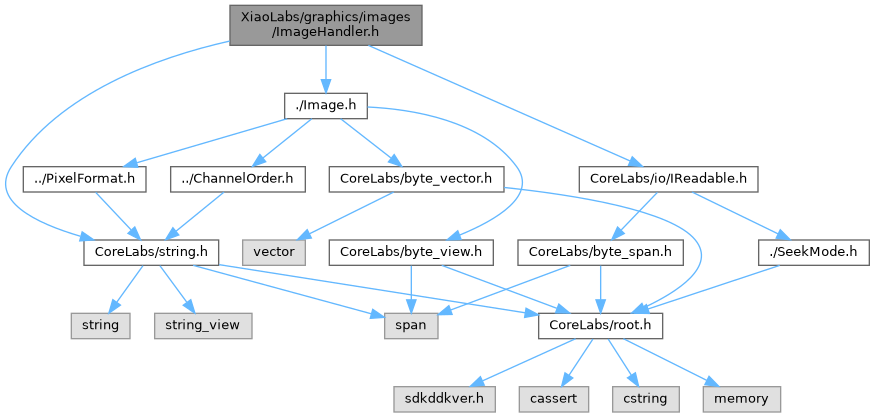 XiaoLabs/graphics/images
/ImageHandler.h
./Image.h
../PixelFormat.h
../ChannelOrder.h
CoreLabs/byte_vector.h
CoreLabs/io/IReadable.h
CoreLabs/string.h
vector
CoreLabs/byte_view.h
CoreLabs/byte_span.h
./SeekMode.h
string
string_view
span
CoreLabs/root.h
sdkddkver.h
cassert
cstring
memory